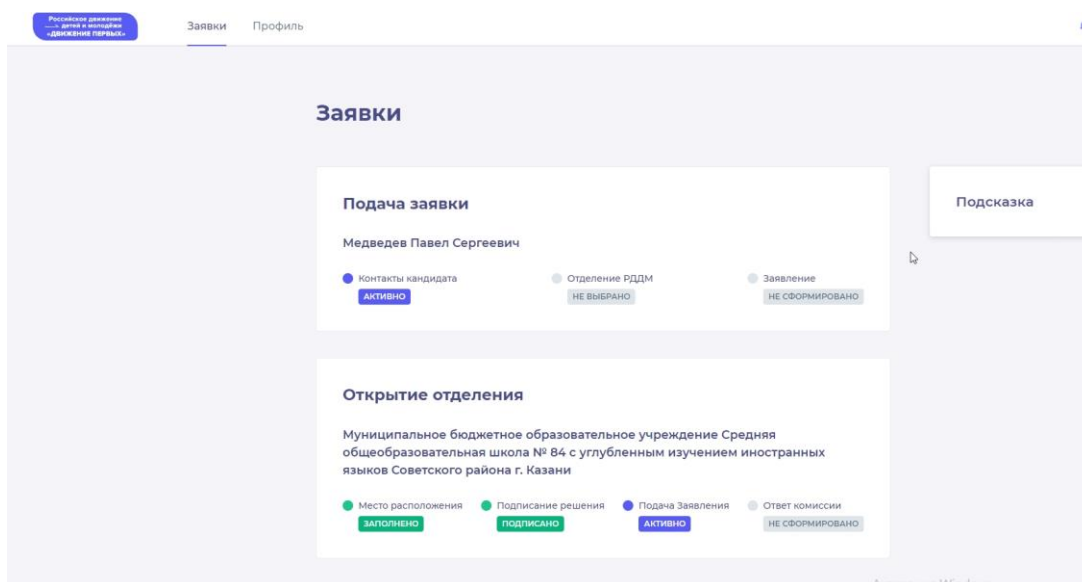 Российское движение
детей и молодёжи
«ДВИЖЕНИЕ ПЕРВЫХ»
Заявки
Профиль
Заявки
Подача заявки
Подсказка
Медведев Павел Сергеевич
Контакты кандидата
Отделение РДДМ
Заявление
АКТИВНО
НЕ ВЫБРАНО
НЕ СФОРМИРОВАНО
Открытие отделения
Муниципальное бюджетное образовательное учреждение Средняя
общеобразовательная школа № 84 с углубленным изучением иностранных
языков Советского района г. Казани
Место расположения
Подписание решения
Подача Заявления
Ответ комиссии
ЗАПОЛНЕНО
ПОДПИСАНО
АКТИВНО
НЕ СФОРМИРОВАНО